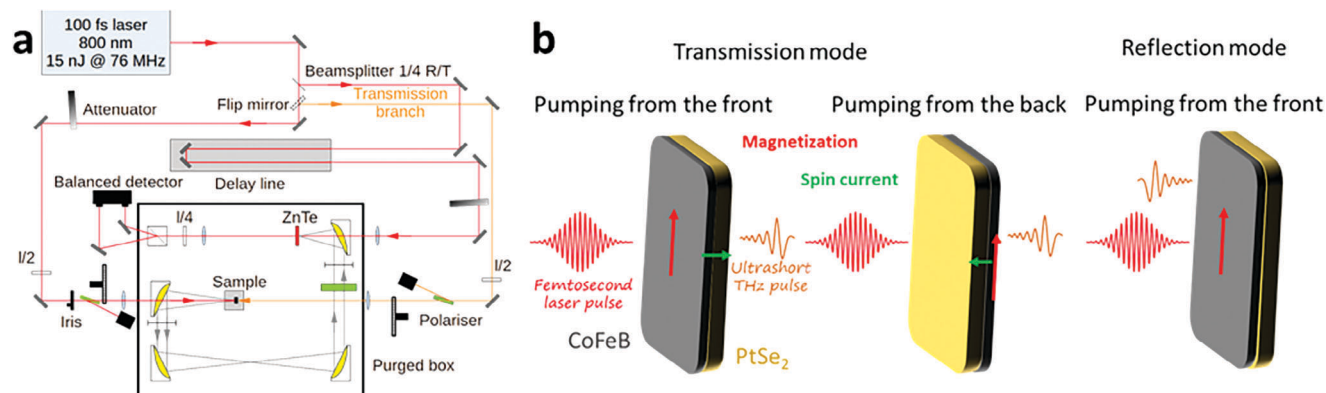 a
100 fs laser
800 nm
15 nJ @ 76 MHz
Beamsplitter 1/4 R/T
Attenuator
Flip mirror
Transmission
branch
Balanced detector
Delay line
l/4
ZnTe
l/2
l/2
Sample
Iris
Polariser
Purged box
b
Transmission mode
Reflection mode
Pumping from the front
Pumping from the back
Pumping from the front
Magnetization
Spin current
Femtosecond
laser pulse
Ultrashort
THz pulse
CoFeB
PtSe₂